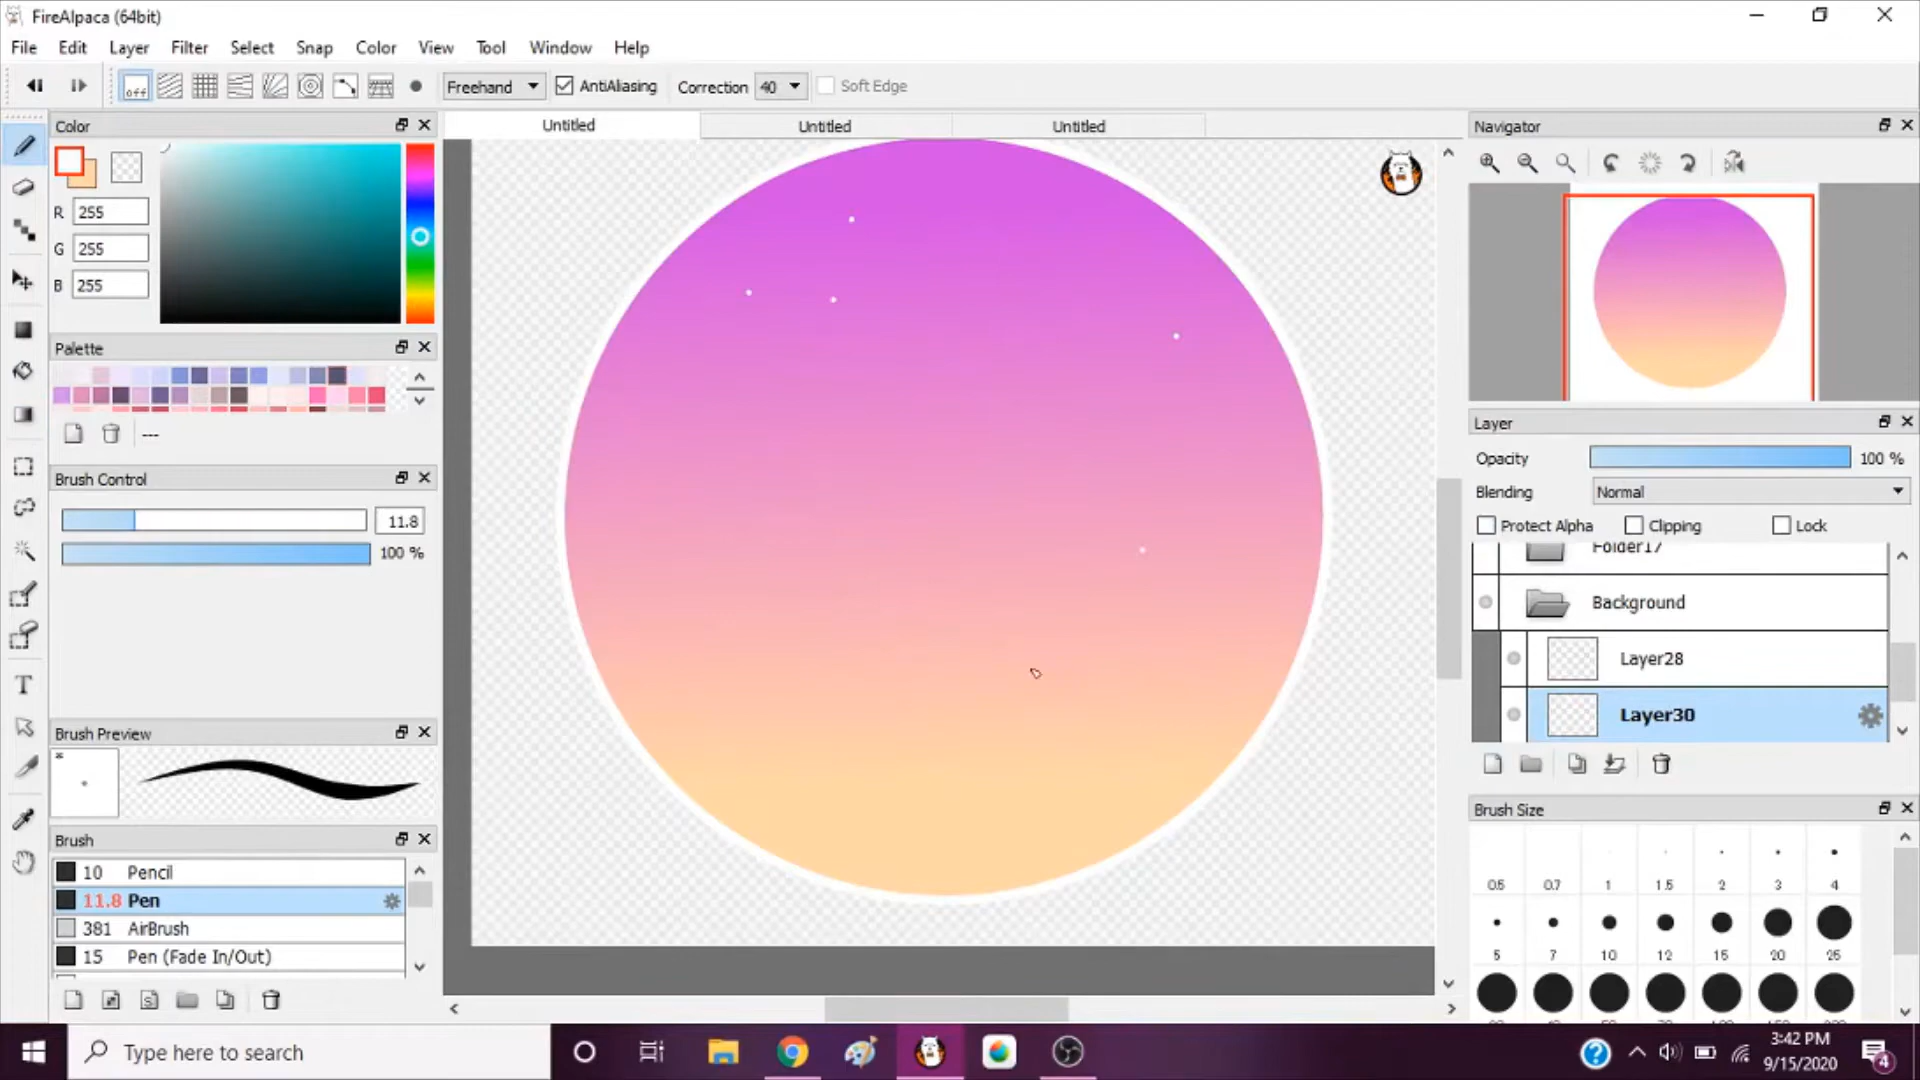 FireAlpaca (64bit)
File Edit Layer Filter Select Snap Color View Tool Window Help
off Freehand AntiAliasing Correction 40 Soft Edge
Color
R 255
G 255
B 255
Palette
---
Brush Control
11.8
100 %
Brush Preview
Brush
10 Pencil
11.8 Pen
381 AirBrush
15 Pen (Fade In/Out)
Untitled Untitled Untitled
Navigator
Layer
Opacity 100 %
Blending Normal
Protect Alpha Clipping Lock
Folder17
Background
Layer28
Layer30
Brush Size
0.5 0.7 1 1.5 2 3 4
5 7 10 12 15 20 25
Type here to search
3:42 PM
9/15/2020
4